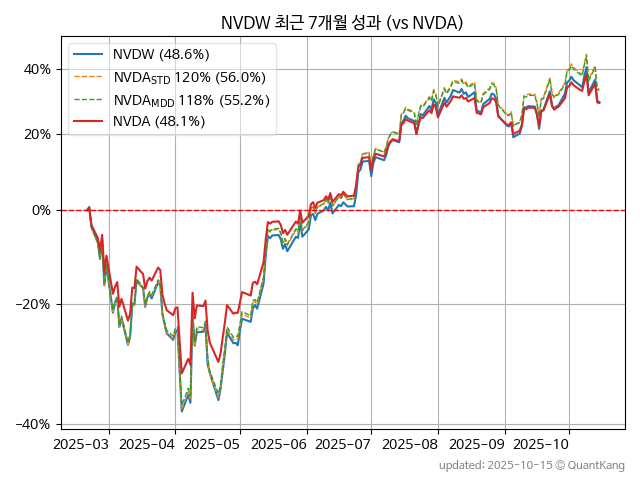 NVDW 최근 7개월 성과 (vs NVDA)
NVDW (48.6%)
NVDA_STD 120% (56.0%)
NVDA_MDD 118% (55.2%)
NVDA (48.1%)
40%
20%
0%
−20%
−40%
2025-03 2025-04 2025-05 2025-06 2025-07 2025-08 2025-09 2025-10
updated: 2025-10-15 © QuantKang